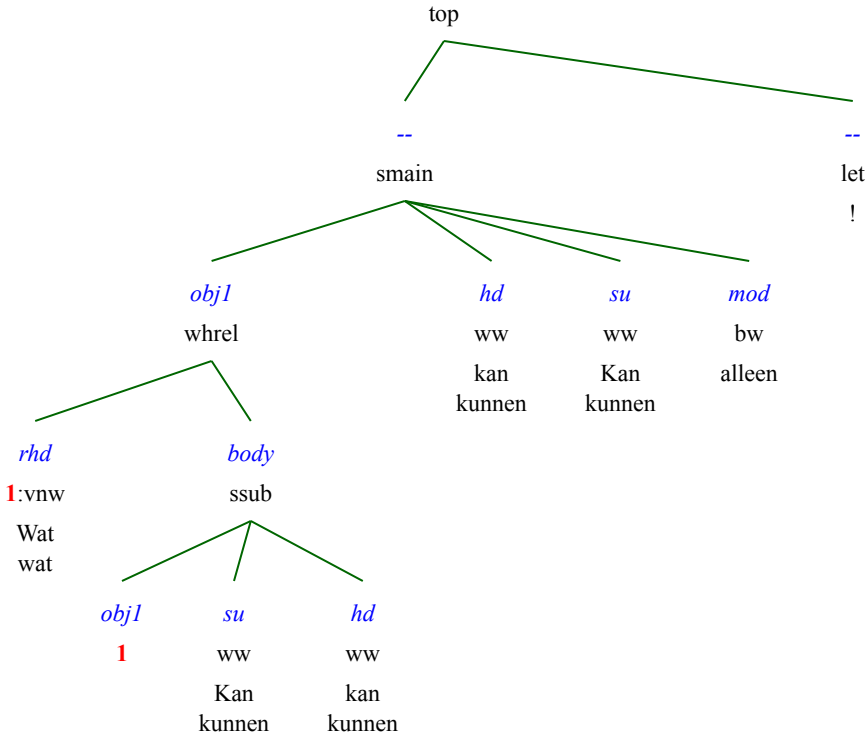 top
-- --
smain let
!
obj1 hd su mod
whrel ww ww bw
kan Kan alleen
kunnen kunnen
rhd body
1:vnw ssub
Wat
wat
obj1 su hd
1 ww ww
Kan kan
kunnen kunnen